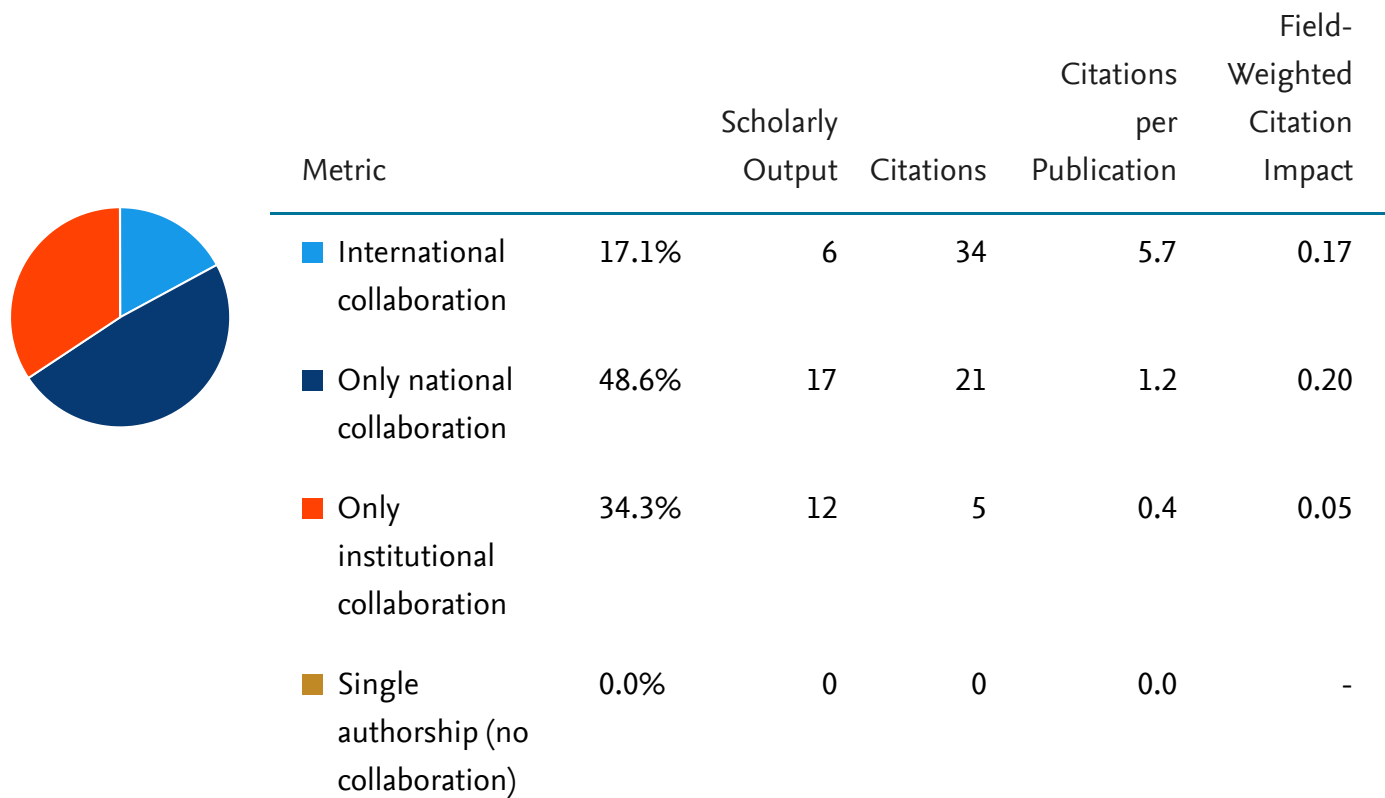 Metric Scholarly Output Citations Citations per Publication Field-Weighted Citation Impact
International collaboration 17.1% 6 34 5.7 0.17
Only national collaboration 48.6% 17 21 1.2 0.20
Only institutional collaboration 34.3% 12 5 0.4 0.05
Single authorship (no collaboration) 0.0% 0 0 0.0 -